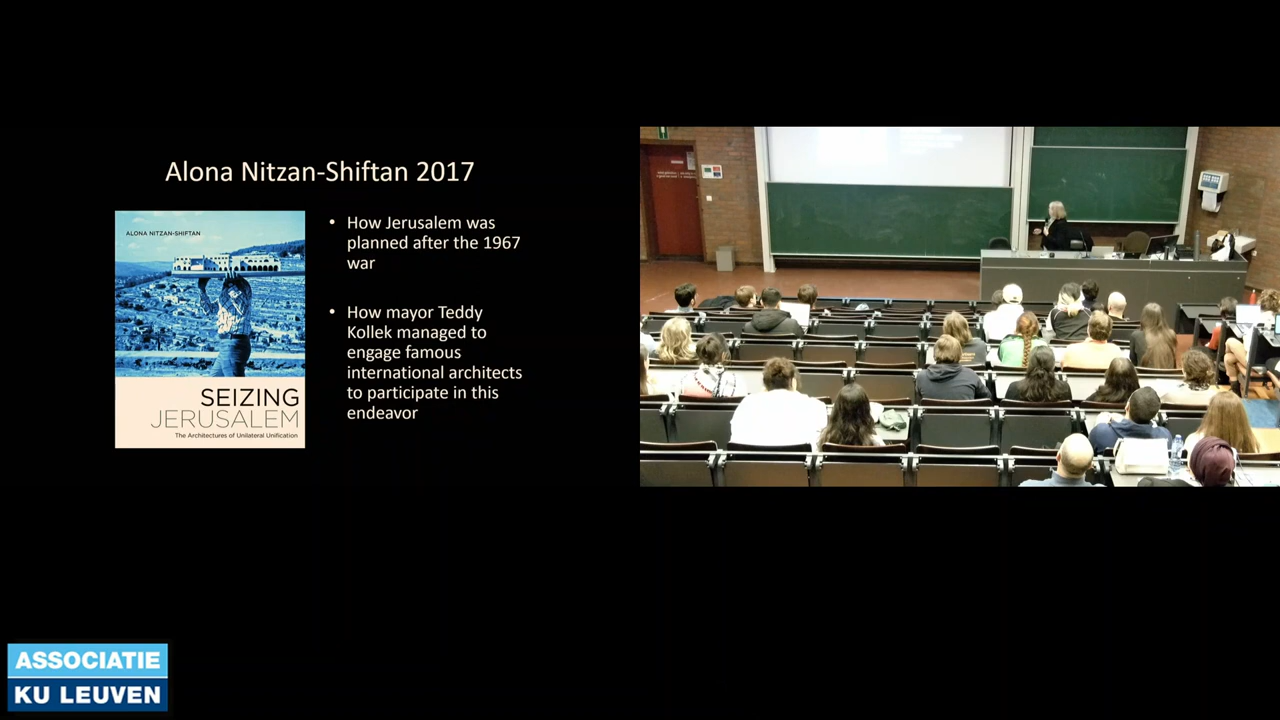 Alona Nitzan-Shiftan 2017
ALONA NITZAN-SHIFTAN
SEIZING
JERUSALEM
The Architectures of Unilateral Unification
• How Jerusalem was
planned after the 1967
war
• How mayor Teddy
Kollek managed to
engage famous
international architects
to participate in this
endeavor
ASSOCIATIE
KU LEUVEN